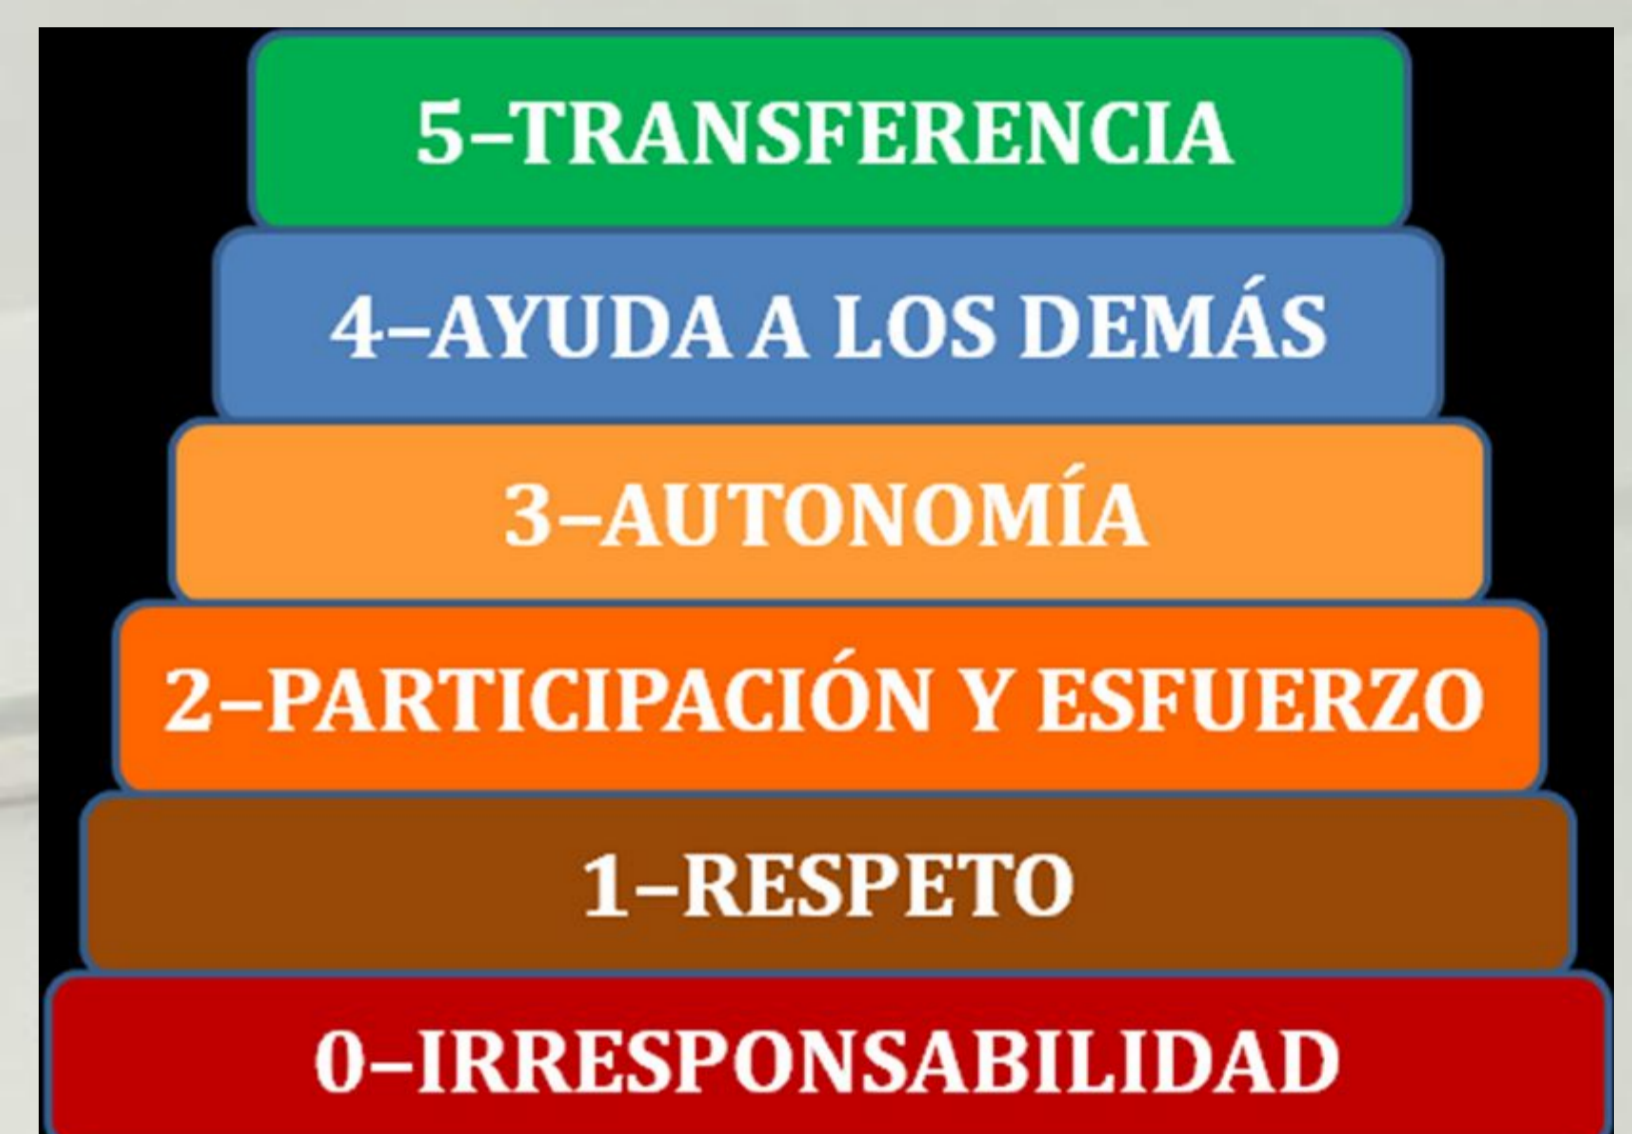 5–TRANSFERENCIA
4–AYUDA A LOS DEMÁS
3–AUTONOMÍA
2–PARTICIPACIÓN Y ESFUERZO
1–RESPETO
0–IRRESPONSABILIDAD